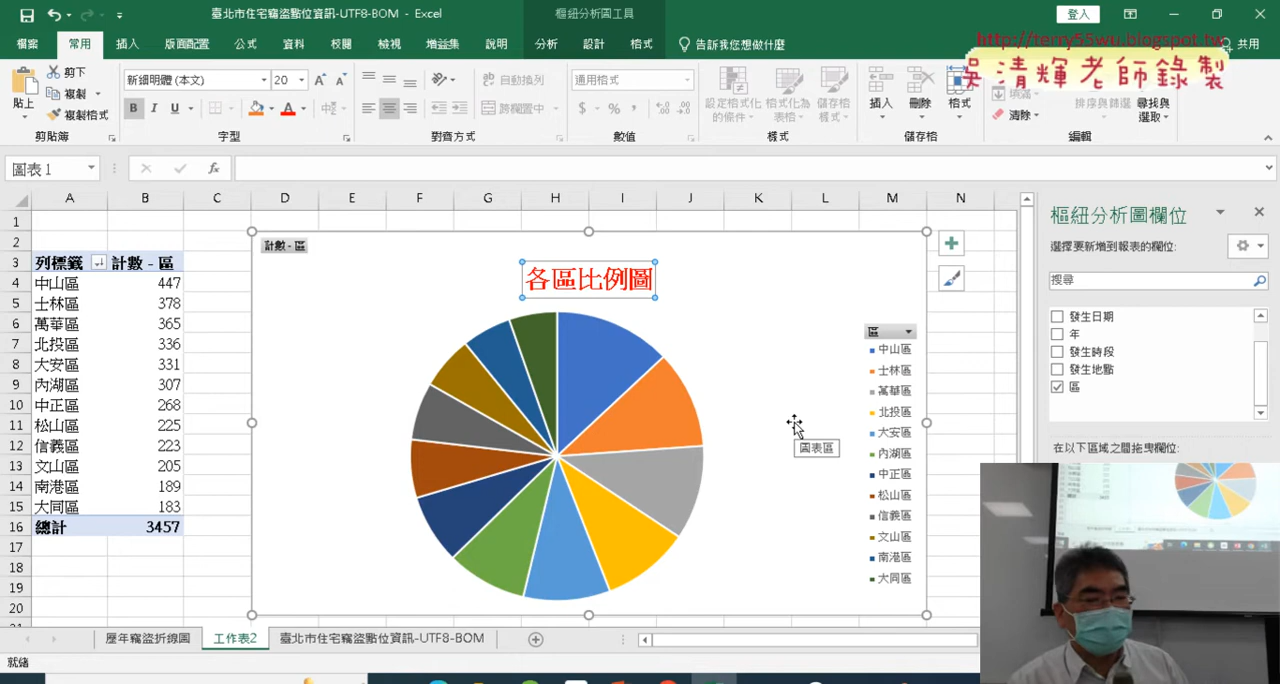 臺北市住宅竊盜點位資訊-UTF8-BOM - Excel
樞紐分析圖工具
登入
檔案 常用 插入 版面配置 公式 資料 校閱 檢視 增益集 說明 分析 設計 格式 告訴我您想做什麼 共用
http://terry55wu.blogspot.tw
吳清輝老師錄製
貼上 剪下 複製 複製格式 剪貼簿
新細明體 (本文) 20 A A
B I U A 字型
自動換列 跨欄置中 對齊方式
通用格式 $ % , 數值
設定格式化的條件 格式化為表格 儲存格樣式 樣式
插入 刪除 格式 儲存格
填滿 清除 排序與篩選 尋找與選取 編輯
圖表 1 fx
A B C D E F G H I J K L M N
1
2
3 列標籤 計數 - 區
4 中山區 447
5 士林區 378
6 萬華區 365
7 北投區 336
8 大安區 331
9 內湖區 307
10 中正區 268
11 松山區 225
12 信義區 223
13 文山區 205
14 南港區 189
15 大同區 183
16 總計 3457
17
18
19
20
計數 - 區
各區比例圖
區
中山區
士林區
萬華區
北投區
大安區
內湖區
中正區
松山區
信義區
文山區
南港區
大同區
圖表區
樞紐分析圖欄位
選擇要新增到報表的欄位:
搜尋
發生日期
年
發生時段
發生地點
區
在以下區域之間拖曳欄位:
歷年竊盜折線圖 工作表2 臺北市住宅竊盜點位資訊-UTF8-BOM
就緒